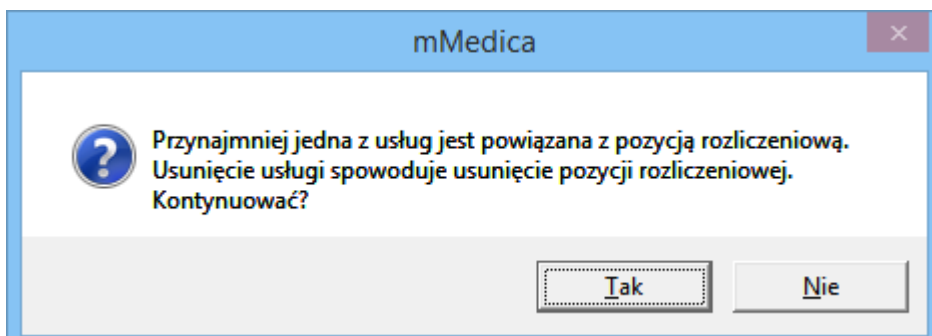 mMedica
Przynajmniej jedna z usług jest powiązana z pozycją rozliczeniową.
Usunięcie usługi spowoduje usunięcie pozycji rozliczeniowej.
Kontynuować?
Tak
Nie